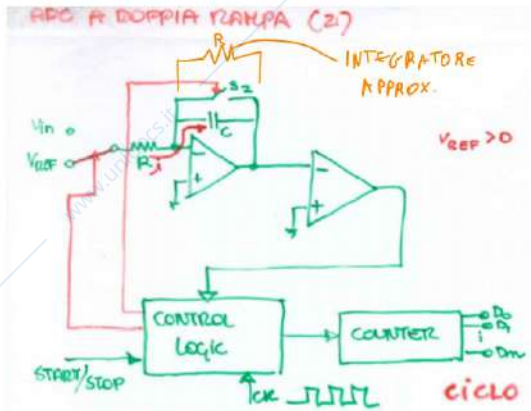 ADC A DOPPIA RAMPA (2)
R
INTEGRATORE
APPROX.
S2
C
Vin
VREF
R
i
-
+
-
+
VREF > 0
CONTROL
LOGIC
COUNTER
D0
D1
Dm
START/STOP
CK
CICLO